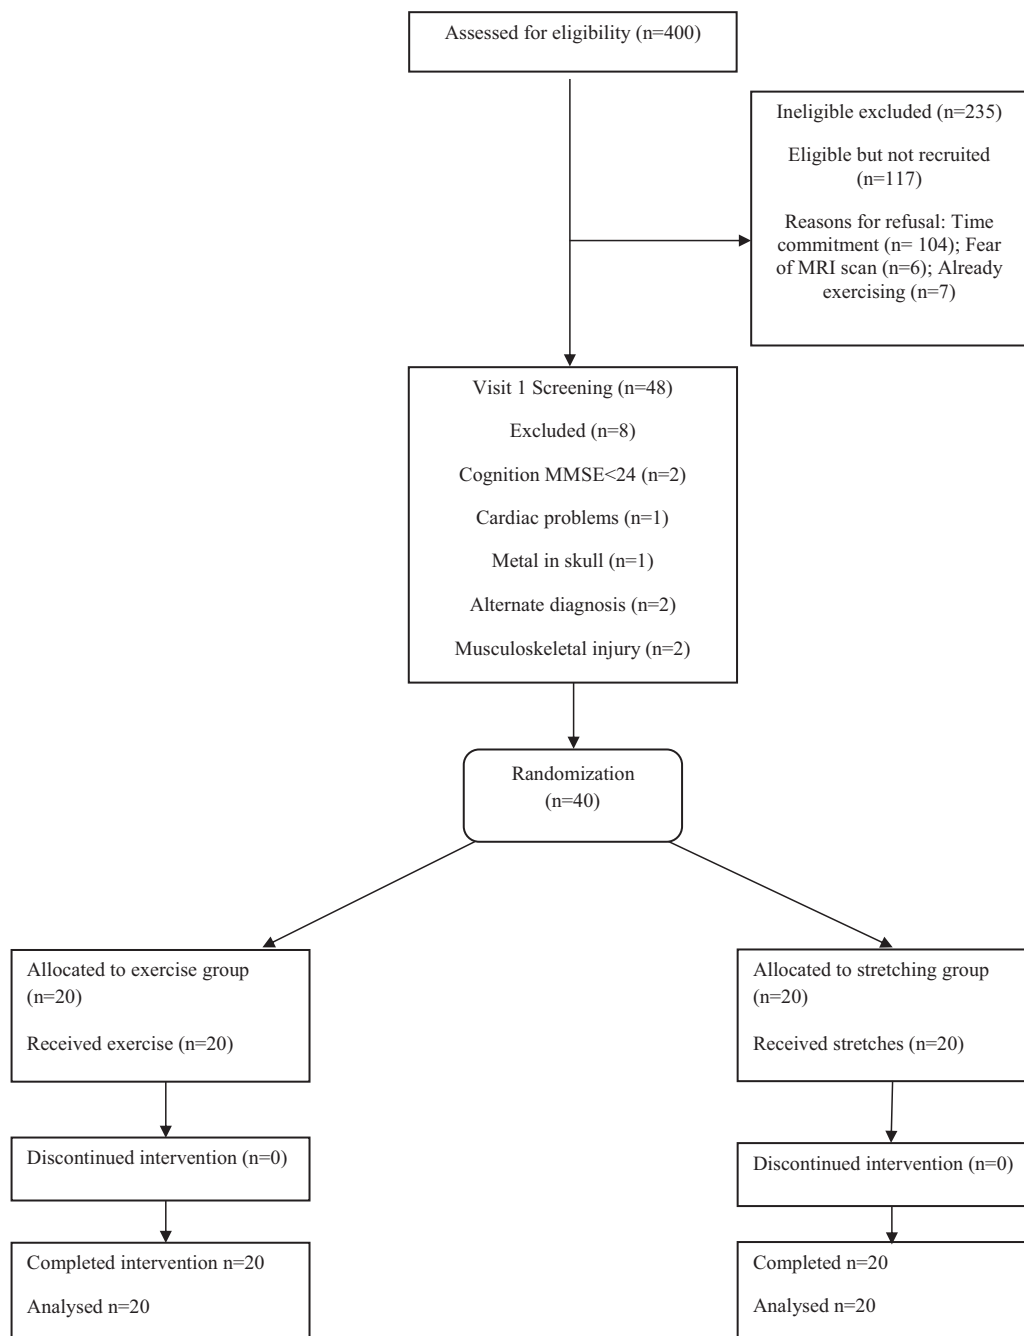 Assessed for eligibility (n=400)
Ineligible excluded (n=235)
Eligible but not recruited
(n=117)
Reasons for refusal: Time
commitment (n= 104); Fear
of MRI scan (n=6); Already
exercising (n=7)
Visit 1 Screening (n=48)
Excluded (n=8)
Cognition MMSE<24 (n=2)
Cardiac problems (n=1)
Metal in skull (n=1)
Alternate diagnosis (n=2)
Musculoskeletal injury (n=2)
Randomization
(n=40)
Allocated to exercise group
(n=20)
Received exercise (n=20)
Allocated to stretching group
(n=20)
Received stretches (n=20)
Discontinued intervention (n=0)
Discontinued intervention (n=0)
Completed intervention n=20
Analysed n=20
Completed n=20
Analysed n=20